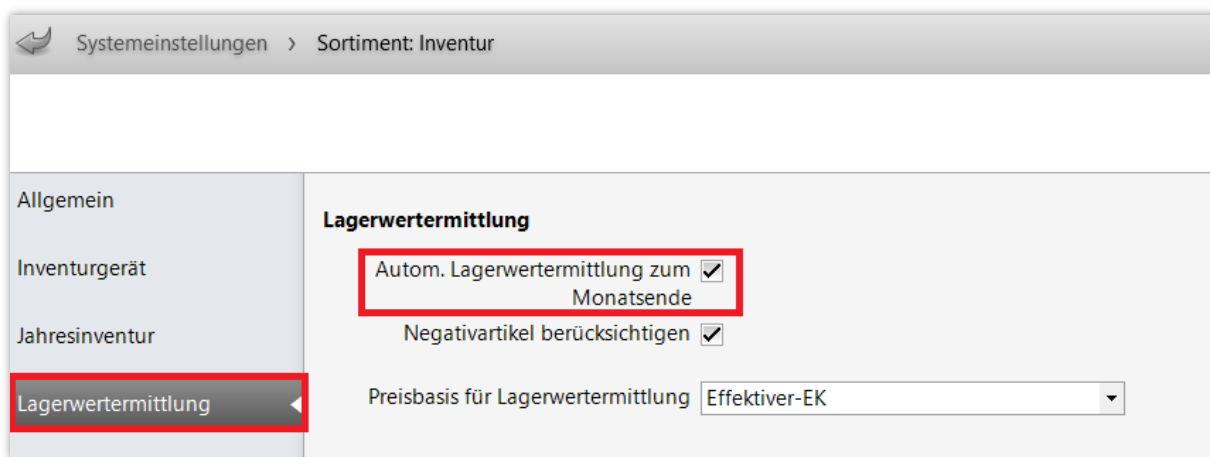 Systemeinstellungen › Sortiment: Inventur
Allgemein
Inventurgerät
Jahresinventur
Lagerwertermittlung
Lagerwertermittlung
Autom. Lagerwertermittlung zum
Monatsende
Negativartikel berücksichtigen
Preisbasis für Lagerwertermittlung Effektiver-EK